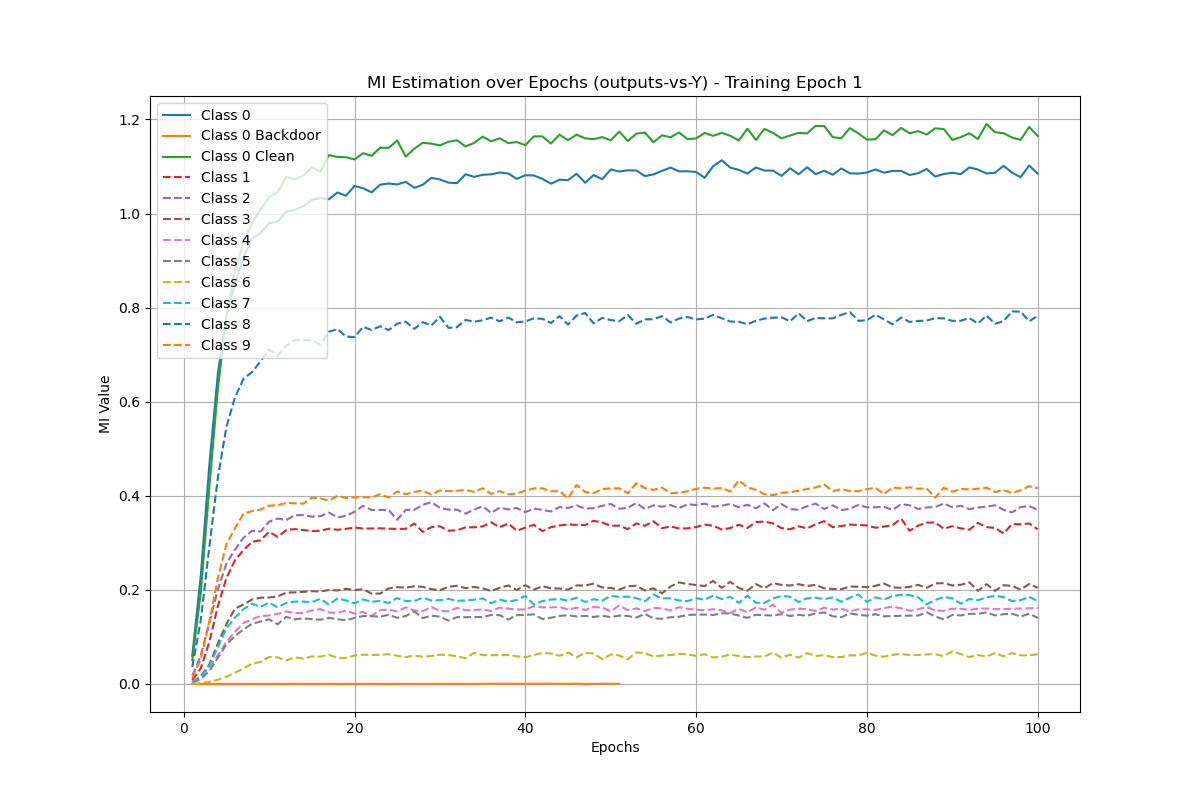 MI Estimation over Epochs (outputs-vs-Y) - Training Epoch 1
MI Value
1.2
1.0
0.8
0.6
0.4
0.2
0.0
Class 0
Class 0 Backdoor
Class 0 Clean
Class 1
Class 2
Class 3
Class 4
Class 5
Class 6
Class 7
Class 8
Class 9
0 20 40 60 80 100
Epochs